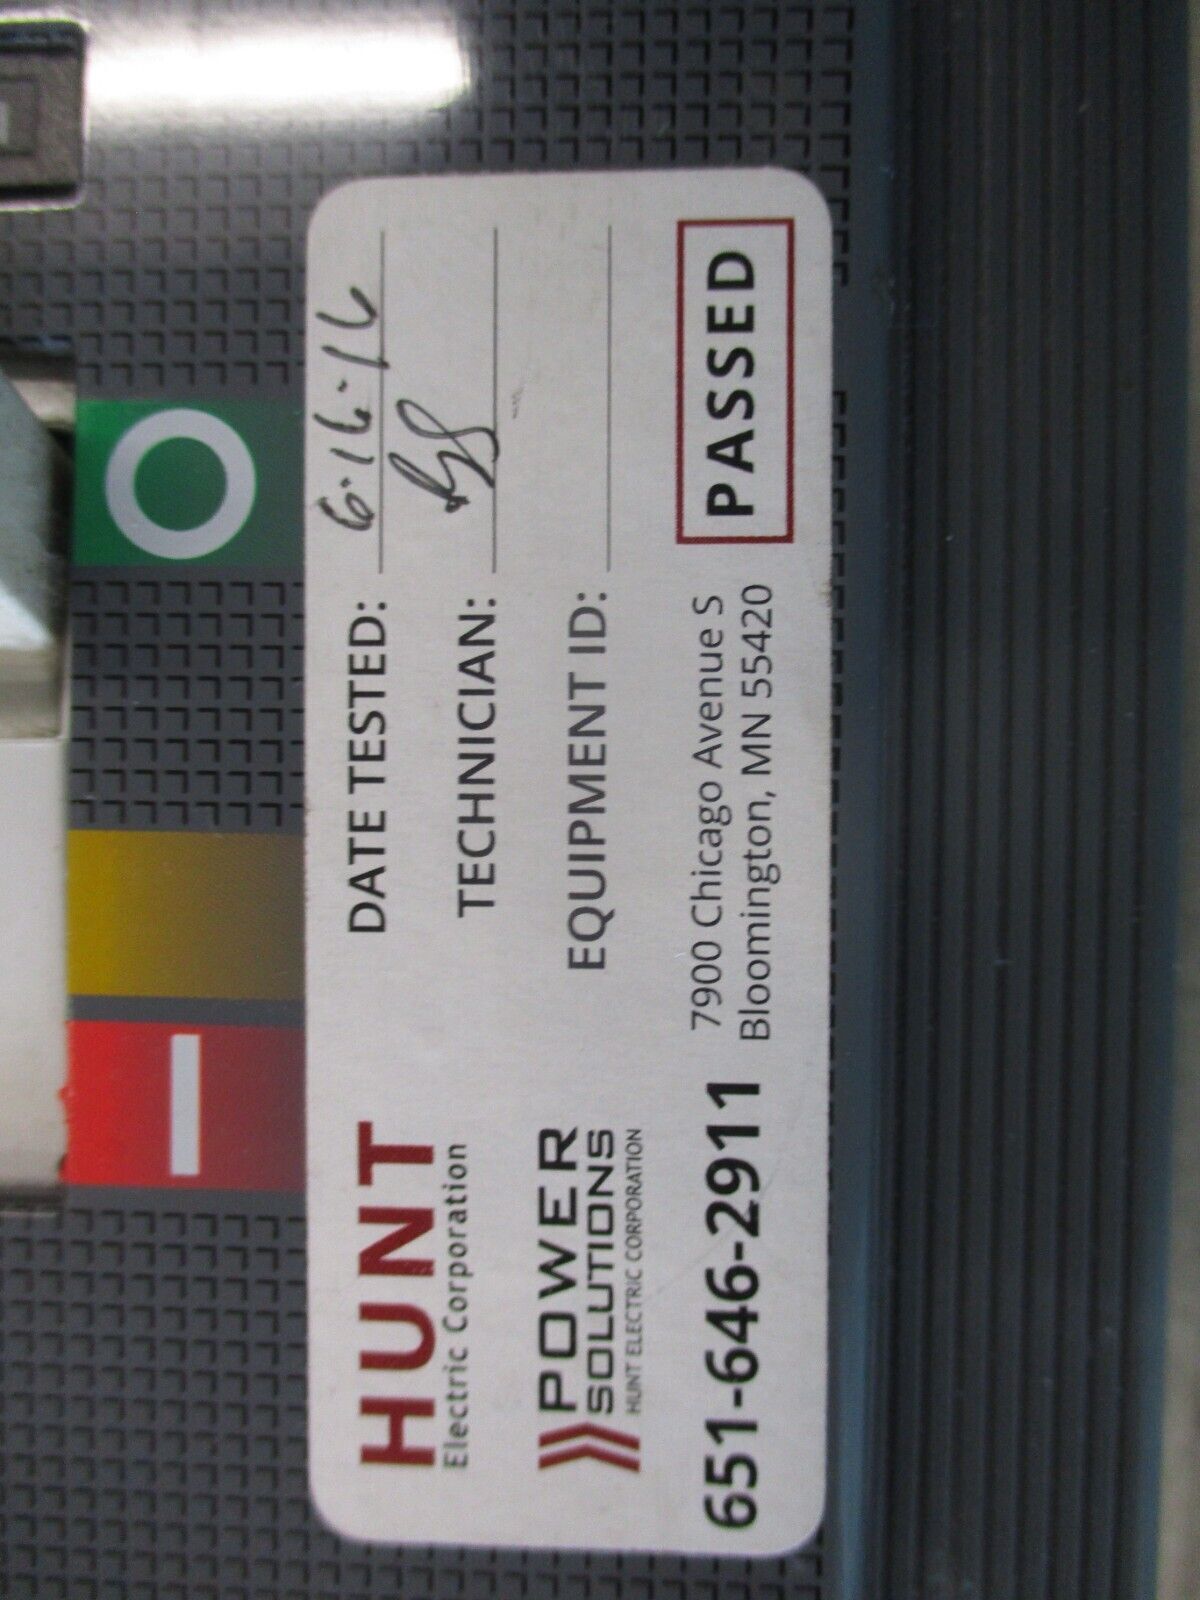 HUNT
Electric Corporation
POWER
SOLUTIONS
HUNT ELECTRIC CORPORATION
651-646-2911
DATE TESTED: 6-16-16
TECHNICIAN:
EQUIPMENT ID:
7900 Chicago Avenue S
Bloomington, MN 55420
PASSED